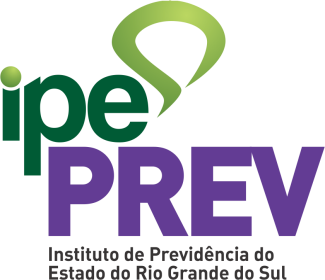 ipe
PREV
Instituto de Previdência do
Estado do Rio Grande do Sul